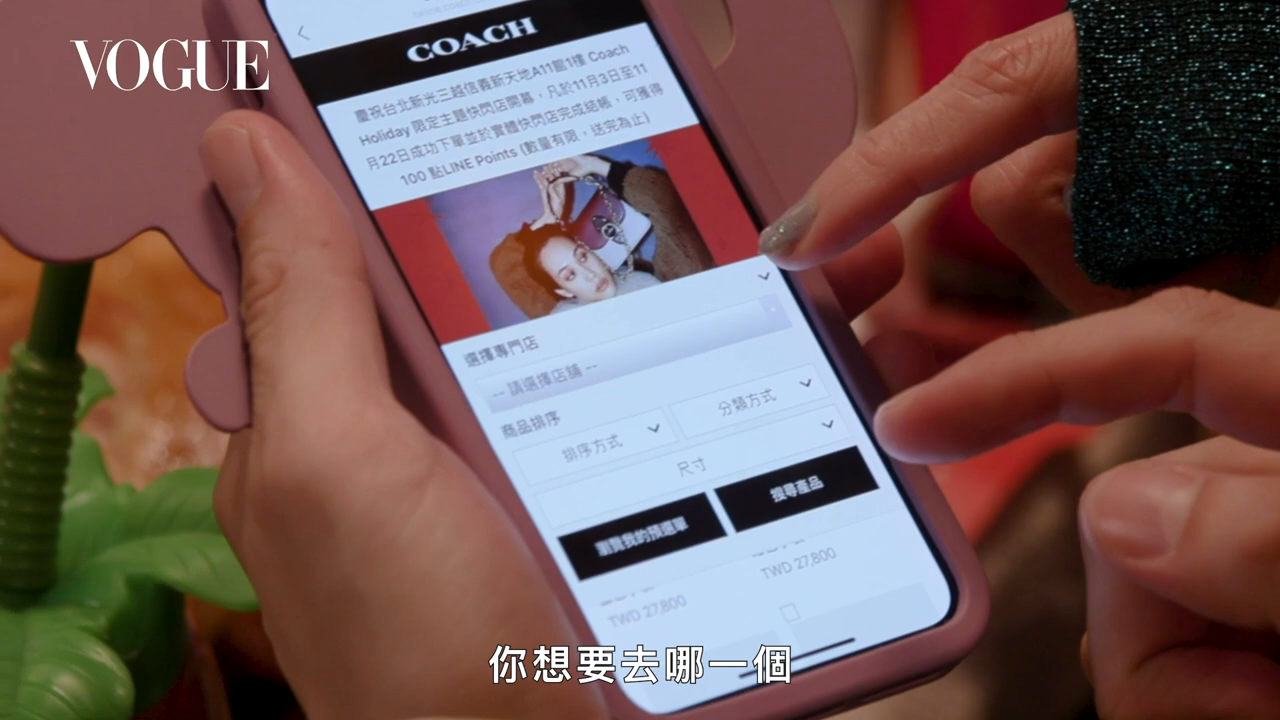 VOGUE
COACH
慶祝台北新光三越信義新天地A11館1樓 Coach
Holiday 限定主題快閃店開幕，凡於11月3日至11
月22日成功下單並於實體快閃店完成結帳，可獲得
100 點LINE Points (數量有限，送完為止)
選擇專門店
-- 請選擇店舖 --
商品排序
排序方式
分類方式
尺寸
瀏覽我的預選單
搜尋產品
TWD 27,800
TWD 27,800
你想要去哪一個